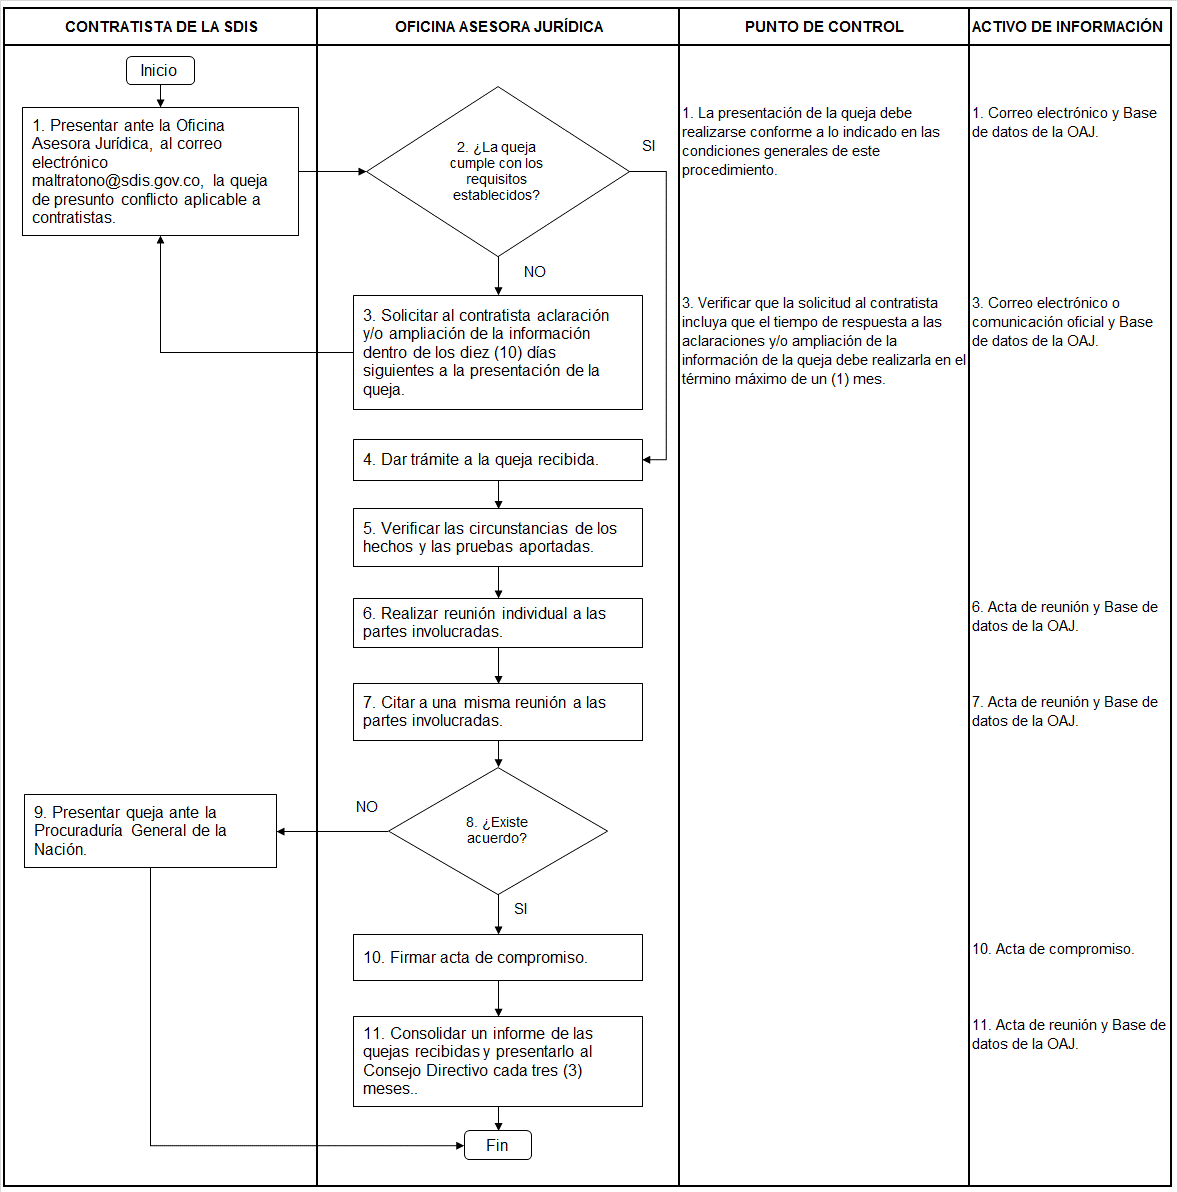 CONTRATISTA DE LA SDIS
OFICINA ASESORA JURÍDICA
PUNTO DE CONTROL
ACTIVO DE INFORMACIÓN
Inicio
1. Presentar ante la Oficina
Asesora Jurídica, al correo
electrónico
maltratono@sdis.gov.co, la queja
de presunto conflicto aplicable a
contratistas.
2. ¿La queja
cumple con los
requisitos
establecidos?
SI
NO
1. La presentación de la queja debe
realizarse conforme a lo indicado en las
condiciones generales de este
procedimiento.
1. Correo electrónico y Base
de datos de la OAJ.
3. Solicitar al contratista aclaración
y/o ampliación de la información
dentro de los diez (10) días
siguientes a la presentación de la
queja.
3. Verificar que la solicitud al contratista
incluya que el tiempo de respuesta a las
aclaraciones y/o ampliación de la
información de la queja debe realizarla en el
término máximo de un (1) mes.
3. Correo electrónico o
comunicación oficial y Base
de datos de la OAJ.
4. Dar trámite a la queja recibida.
5. Verificar las circunstancias de los
hechos y las pruebas aportadas.
6. Realizar reunión individual a las
partes involucradas.
6. Acta de reunión y Base de
datos de la OAJ.
7. Citar a una misma reunión a las
partes involucradas.
7. Acta de reunión y Base de
datos de la OAJ.
8. ¿Existe
acuerdo?
NO
9. Presentar queja ante la
Procuraduría General de la
Nación.
SI
10. Firmar acta de compromiso.
10. Acta de compromiso.
11. Consolidar un informe de las
quejas recibidas y presentarlo al
Consejo Directivo cada tres (3)
meses..
11. Acta de reunión y Base de
datos de la OAJ.
Fin